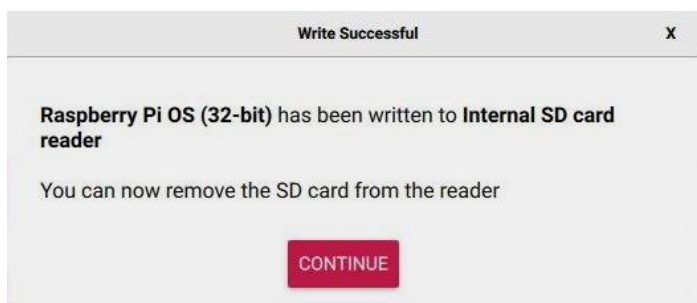 Write Successful X
Raspberry Pi OS (32-bit) has been written to Internal SD card
reader
You can now remove the SD card from the reader
CONTINUE